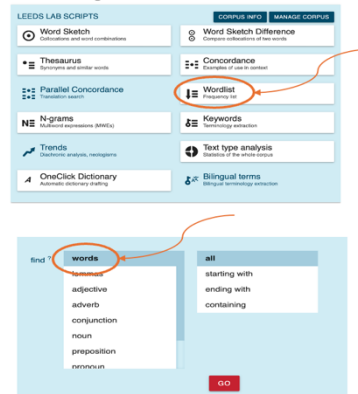 LEEDS LAB SCRIPTS
CORPUS INFO
MANAGE CORPUS
Word Sketch
Collocations and word combinations
Word Sketch Difference
Compare collocations of two words
Thesaurus
Synonyms and similar words
Concordance
Examples of use in context
Parallel Concordance
Translation search
Wordlist
Frequency list
N-grams
Multiword expressions (MWEs)
Keywords
Terminology extraction
Trends
Diachronic analysis, neologisms
Text type analysis
Statistics of the whole corpus
OneClick Dictionary
Automatic dictionary drafting
Bilingual terms
Bilingual terminology extraction
find ?
words
all
lemmas
starting with
adjective
ending with
adverb
containing
conjunction
noun
preposition
pronoun
GO